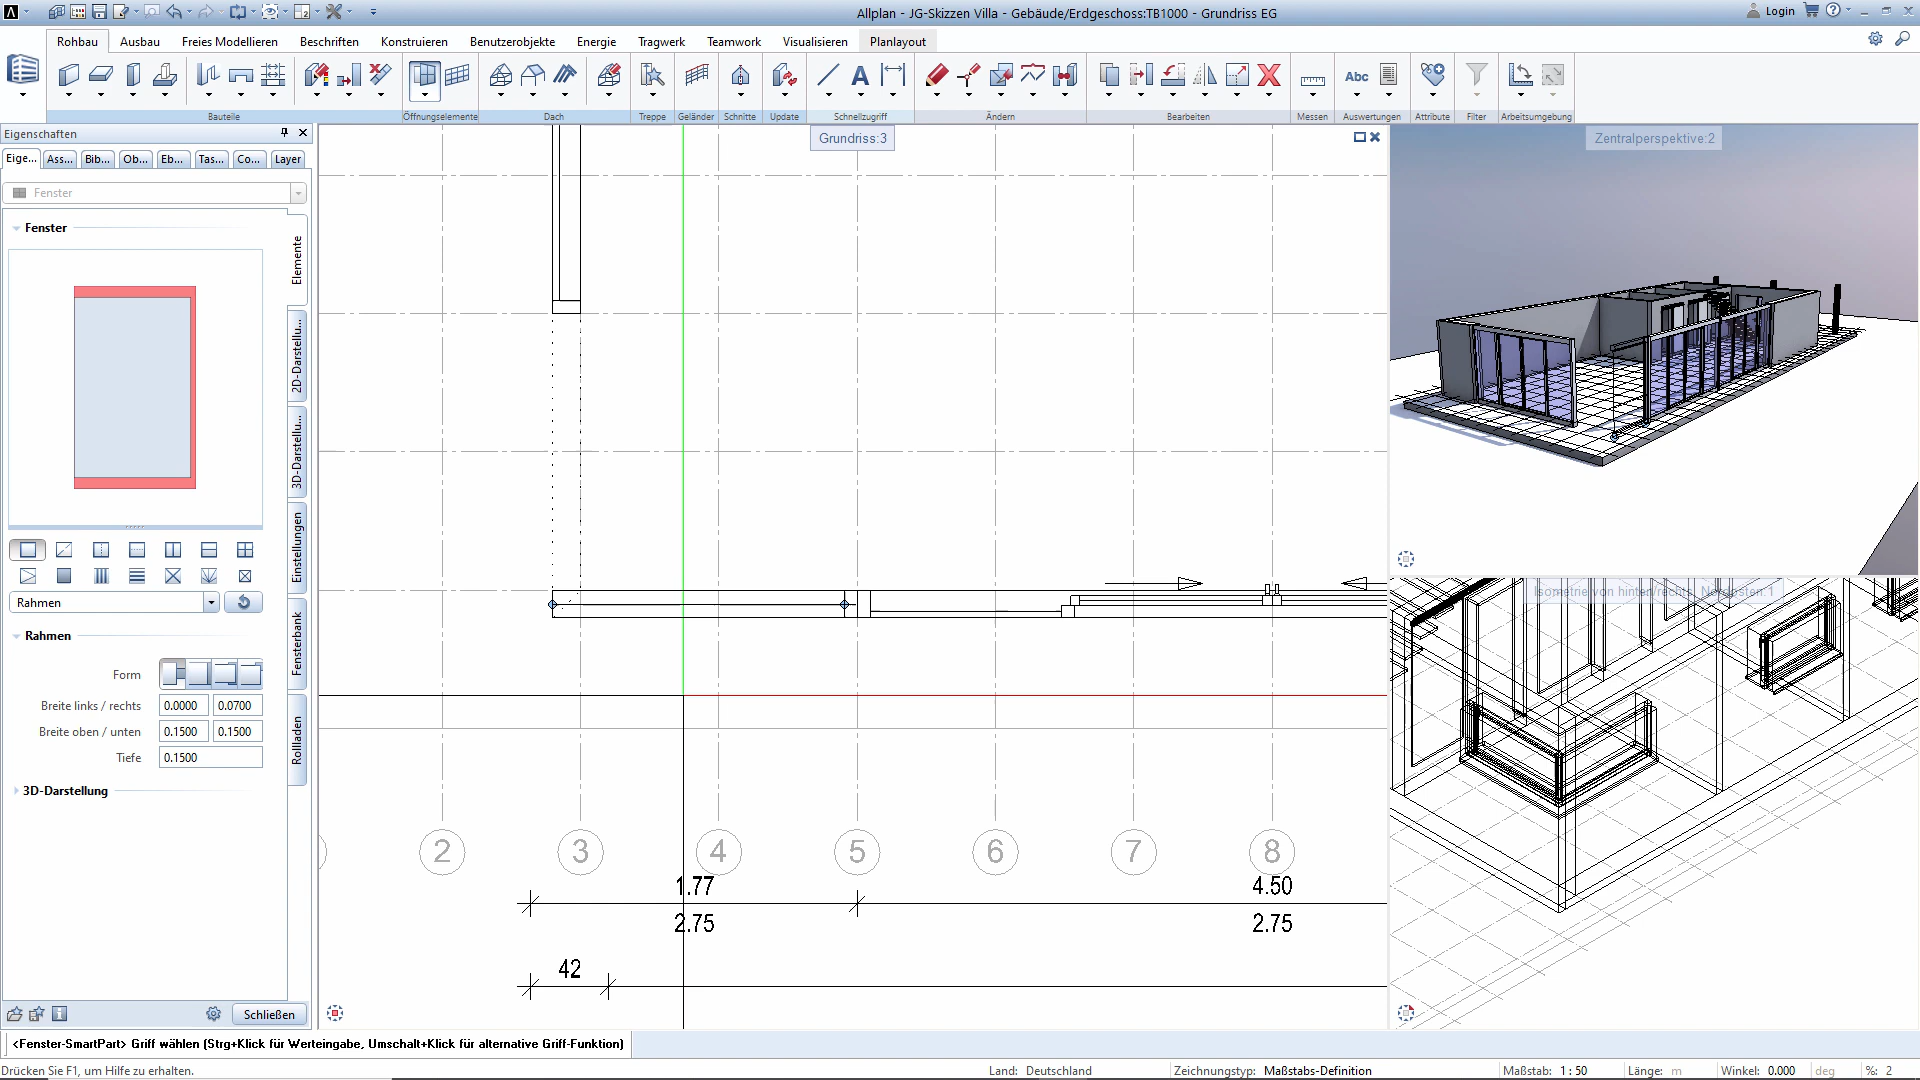 Allplan - JG-Skizzen Villa - Gebäude/Erdgeschoss:TB1000 - Grundriss EG
Login
Rohbau
Ausbau
Freies Modellieren
Beschriften
Konstruieren
Benutzerobjekte
Energie
Tragwerk
Teamwork
Visualisieren
Planlayout
Abc
Bauteile
Öffnungselemente
Dach
Treppe
Geländer
Schnitte
Update
Schnellzugriff
Ändern
Bearbeiten
Messen
Auswertungen
Attribute
Filter
Arbeitsumgebung
Eigenschaften
Eige...
Ass...
Bib...
Ob...
Eb...
Tas...
Co...
Layer
Fenster
Fenster
Elemente
2D-Darstellu...
3D-Darstellu...
Einstellungen
Fensterbank
Rollladen
Rahmen
Rahmen
Form
Breite links / rechts 0.0000 0.0700
Breite oben / unten 0.1500 0.1500
Tiefe 0.1500
3D-Darstellung
Schließen
Grundriss:3
Zentralperspektive:2
Isometrie von hinten/rechts, Nordosten:1
2 3 4 5 6 7 8
1.77 4.50
2.75 2.75
42
<Fenster-SmartPart> Griff wählen (Strg+Klick für Werteingabe, Umschalt+Klick für alternative Griff-Funktion)
Drücken Sie F1, um Hilfe zu erhalten.
Land: Deutschland
Zeichnungstyp: Maßstabs-Definition
Maßstab: 1 : 50
Länge: m
Winkel: 0.000 deg
%: 2